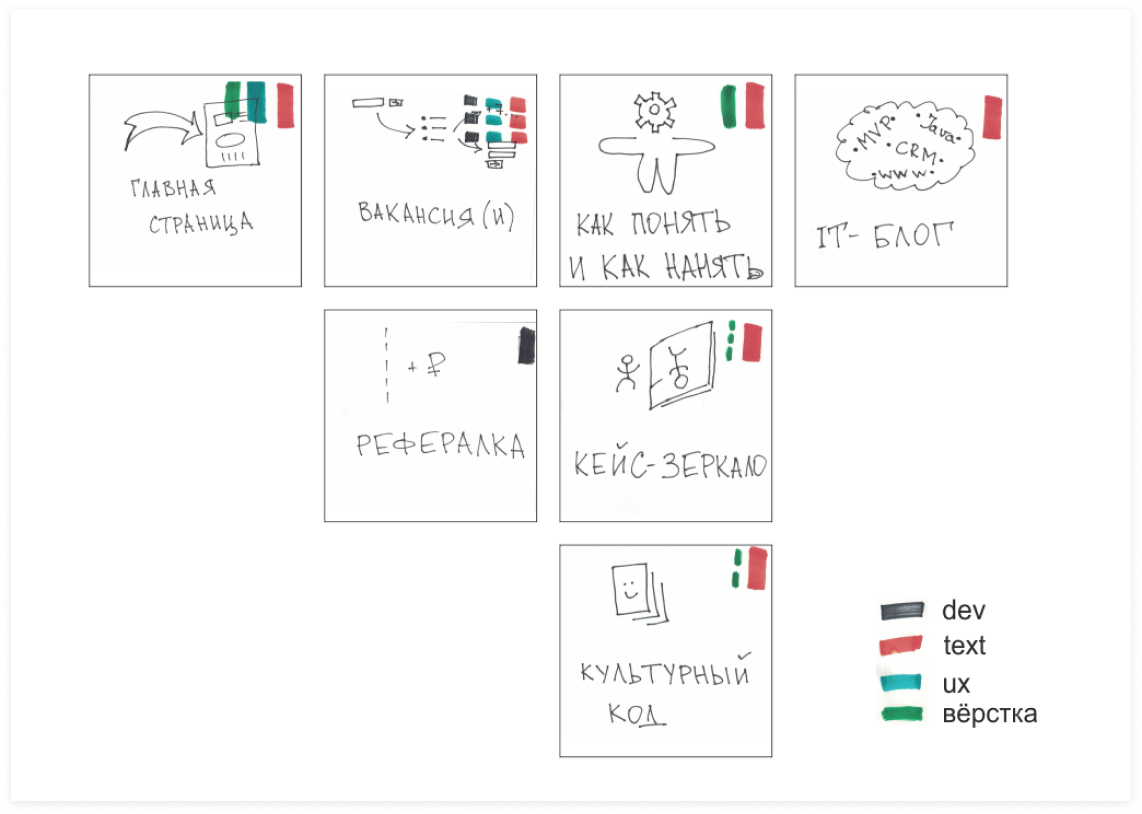 ГЛАВНАЯ
СТРАНИЦА
ВАКАНСИЯ(И)
КАК ПОНЯТЬ
И КАК НАНЯТЬ
MVP
Java
CRM
www
IT-БЛОГ
+ ₽
РЕФЕРАЛКА
КЕЙС-ЗЕРКАЛО
КУЛЬТУРНЫЙ
КОД
dev
text
ux
вёрстка